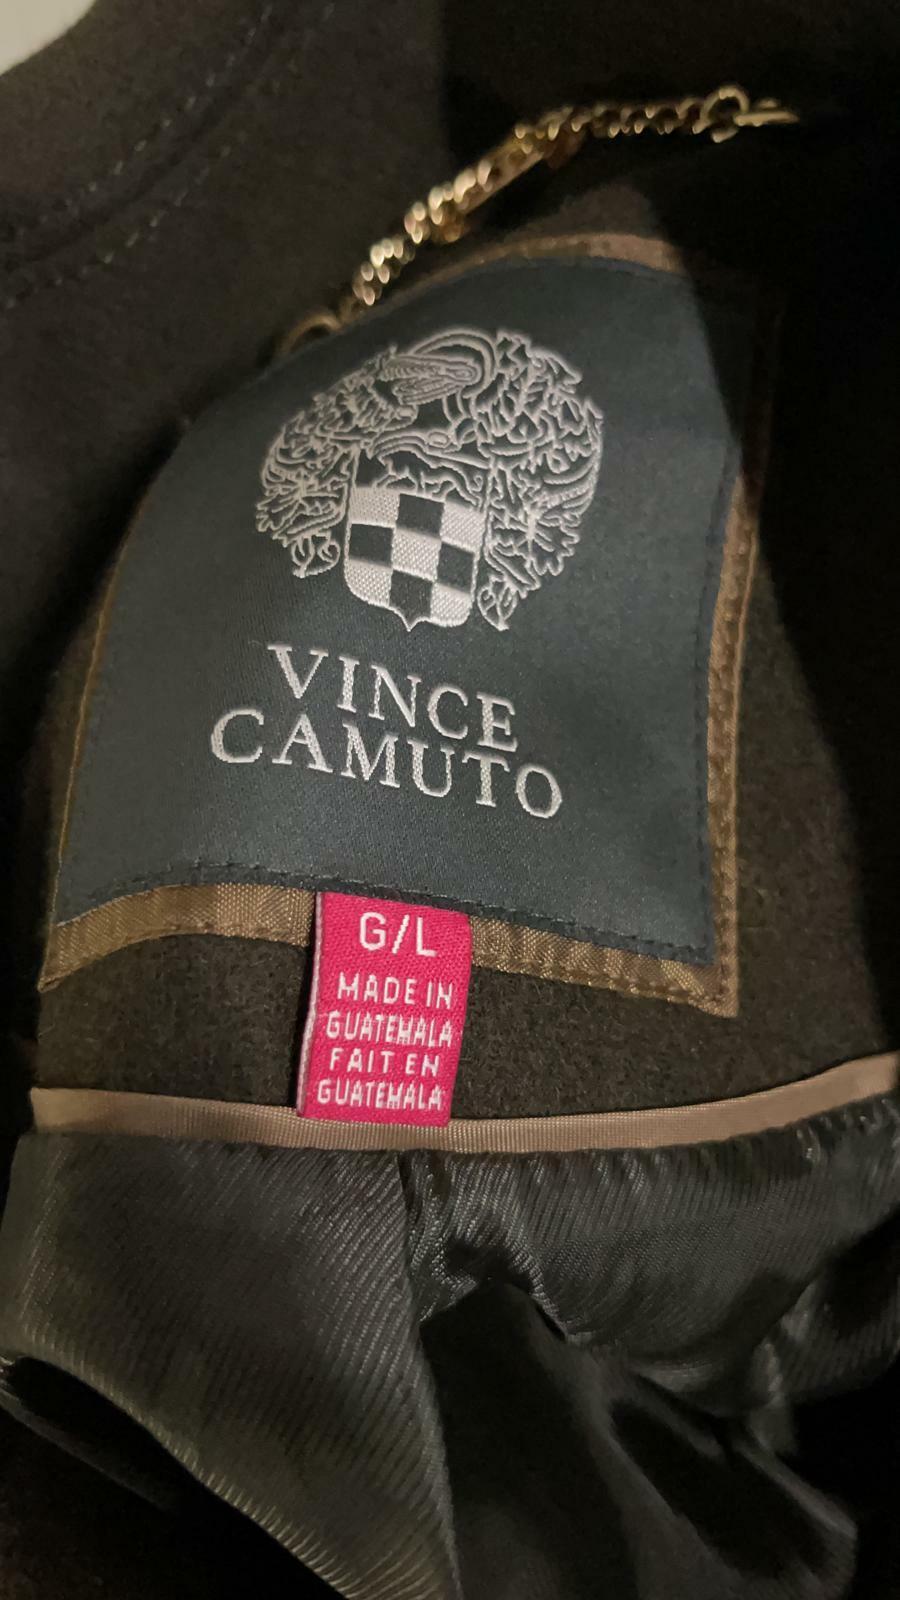 VINCE
CAMUTO
G/L
MADE IN
GUATEMALA
FAIT EN
GUATEMALA